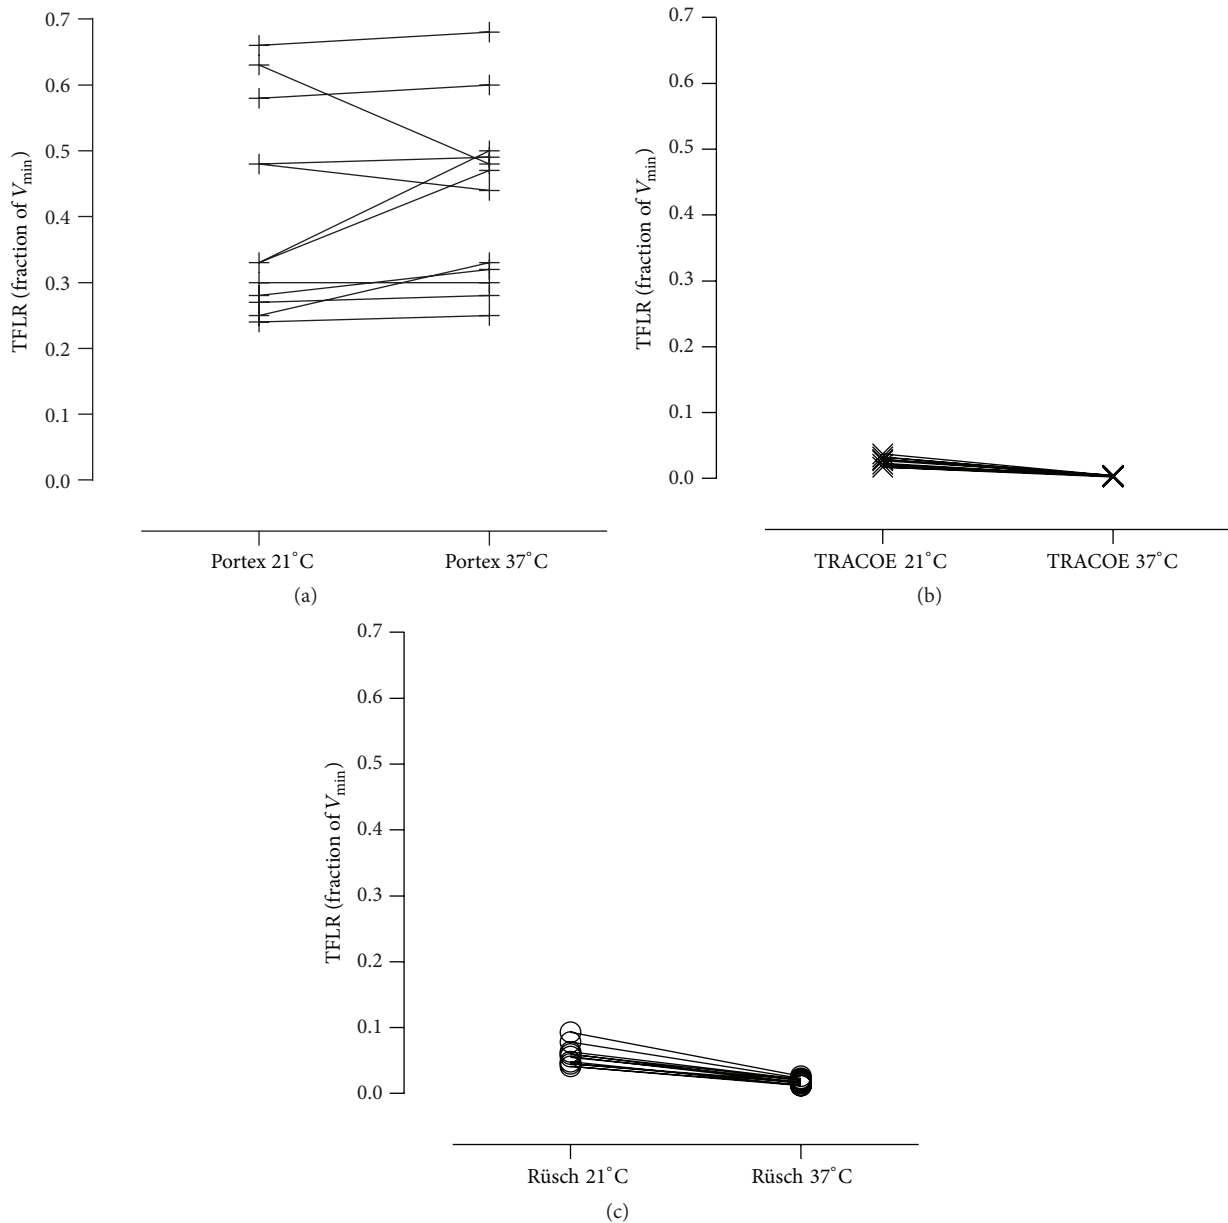 0.7
0.6
0.5
0.4
0.3
0.2
0.1
0.0
TFLR (fraction of Vmin)
Portex 21˚C
Portex 37˚C
(a)
0.7
0.6
0.5
0.4
0.3
0.2
0.1
0.0
TFLR (fraction of Vmin)
TRACOE 21˚C
TRACOE 37˚C
(b)
0.7
0.6
0.5
0.4
0.3
0.2
0.1
0.0
TFLR (fraction of Vmin)
Rüsch 21˚C
Rüsch 37˚C
(c)